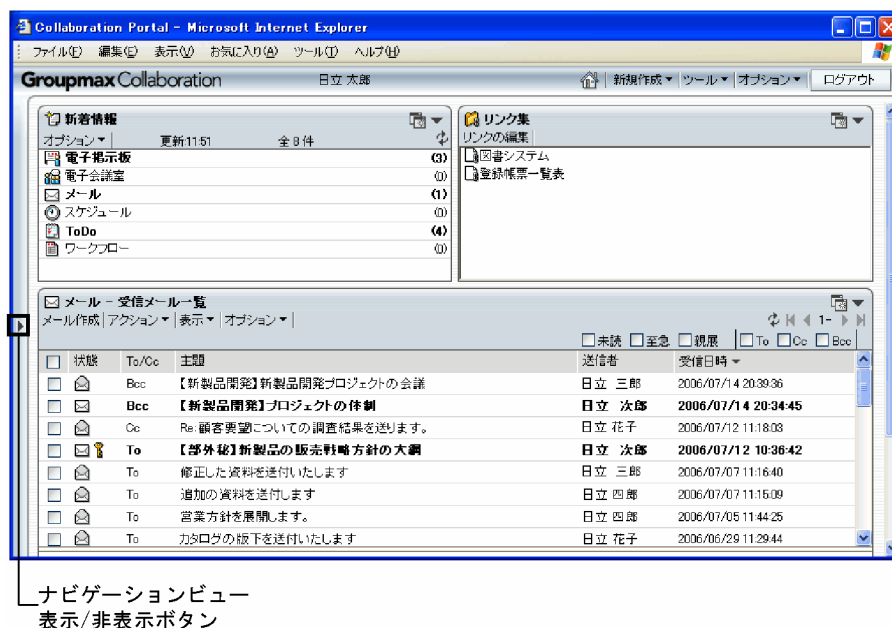 Collaboration Portal - Microsoft Internet Explorer
ファイル(F) 編集(E) 表示(V) お気に入り(A) ツール(T) ヘルプ(H)
Groupmax Collaboration 日立 太郎 新規作成▼ ツール▼ オプション▼ ログアウト
新着情報
オプション▼ 更新:11:51 全 8 件
電子掲示板 (3)
電子会議室 (0)
メール (1)
スケジュール (0)
ToDo (4)
ワークフロー (0)
リンク集
リンクの編集
図書システム
登録帳票一覧表
メール - 受信メール一覧
メール作成 アクション▼ 表示▼ オプション▼ 1-
未読 至急 親展 To Cc Bcc
状態 To/Cc 主題 送信者 受信日時
Bcc 【新製品開発】新製品開発プロジェクトの会議 日立 三郎 2006/07/14 20:39:36
Bcc 【新製品開発】プロジェクトの体制 日立 次郎 2006/07/14 20:34:45
Cc Re:顧客要望についての調査結果を送ります。 日立 花子 2006/07/12 11:18:03
To 【部外秘】新製品の販売戦略方針の大綱 日立 次郎 2006/07/12 10:36:42
To 修正した資料を送付いたします 日立 三郎 2006/07/07 11:16:40
To 追加の資料を送付します 日立 四郎 2006/07/07 11:15:09
To 営業方針を展開します。 日立 四郎 2006/07/05 11:44:25
To カタログの版下を送付いたします 日立 花子 2006/06/29 11:29:44
ナビゲーションビュー
表示/非表示ボタン